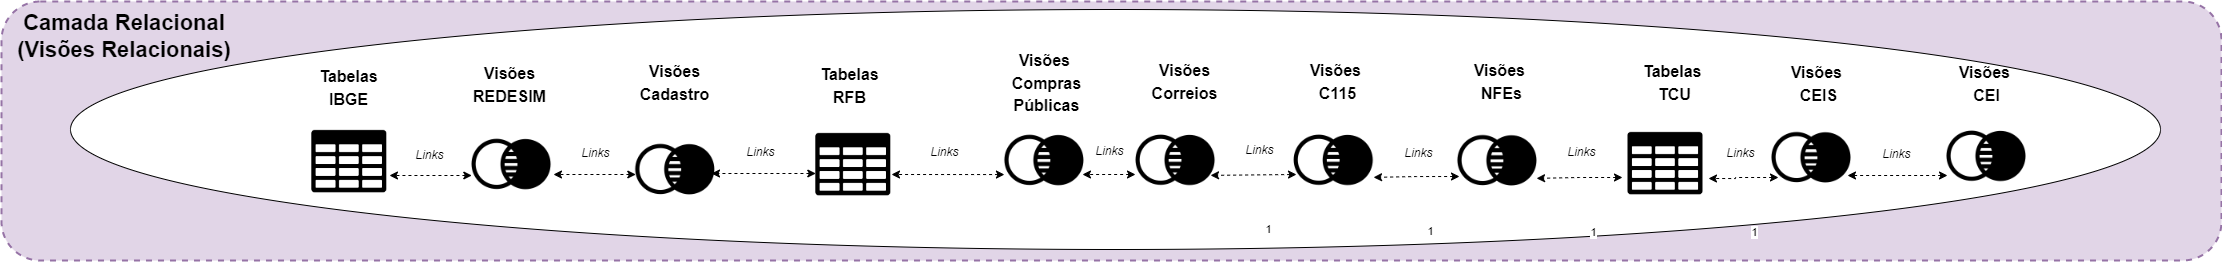 Camada Relacional
(Visões Relacionais)
Tabelas
IBGE
Visões
REDESIM
Visões
Cadastro
Tabelas
RFB
Visões
Compras
Públicas
Visões
Correios
Visões
C115
Visões
NFEs
Tabelas
TCU
Visões
CEIS
Visões
CEI
Links
Links
Links
Links
Links
Links
Links
Links
Links
Links
1
1
1
1